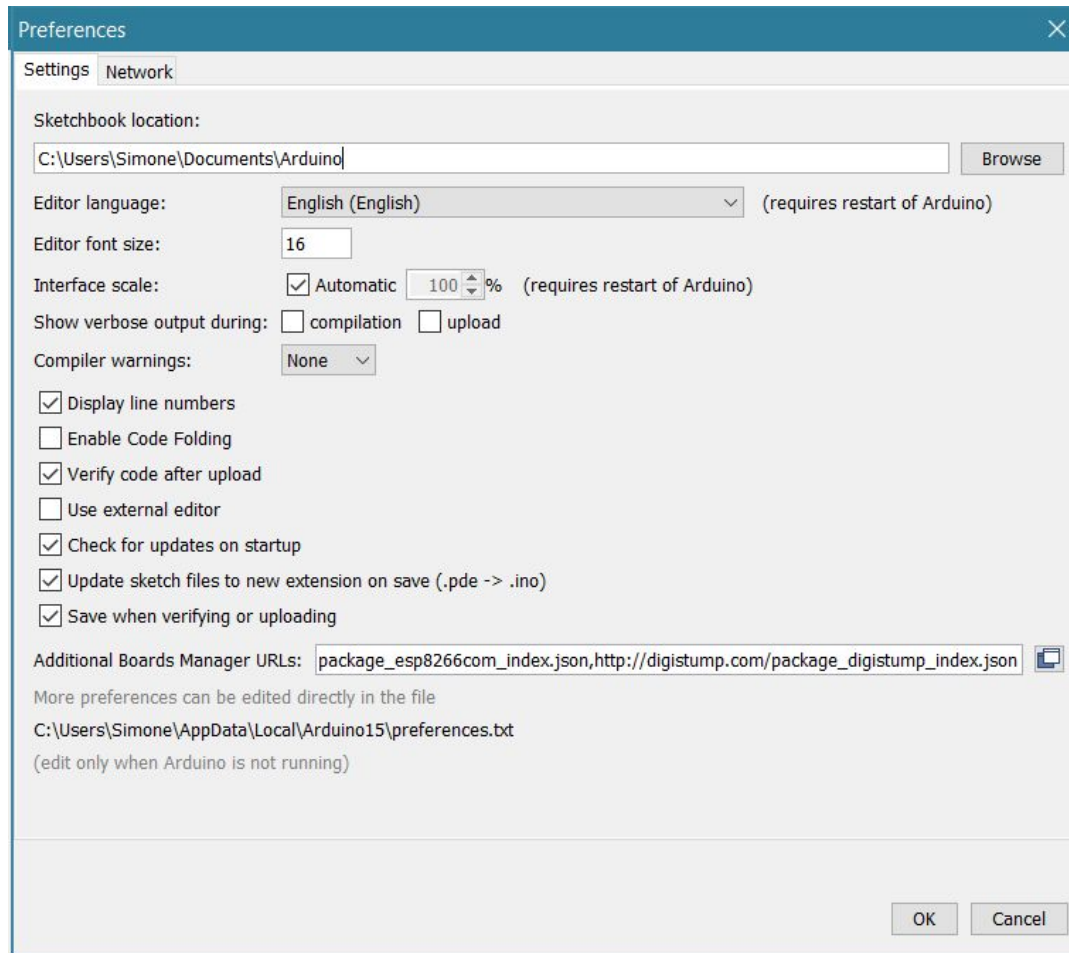 Preferences
Settings Network
Sketchbook location:
C:\Users\Simone\Documents\Arduino Browse
Editor language: English (English) (requires restart of Arduino)
Editor font size: 16
Interface scale: Automatic 100 % (requires restart of Arduino)
Show verbose output during: compilation upload
Compiler warnings: None
Display line numbers
Enable Code Folding
Verify code after upload
Use external editor
Check for updates on startup
Update sketch files to new extension on save (.pde -> .ino)
Save when verifying or uploading
Additional Boards Manager URLs: package_esp8266com_index.json,http://digistump.com/package_digistump_index.json
More preferences can be edited directly in the file
C:\Users\Simone\AppData\Local\Arduino15\preferences.txt
(edit only when Arduino is not running)
OK Cancel